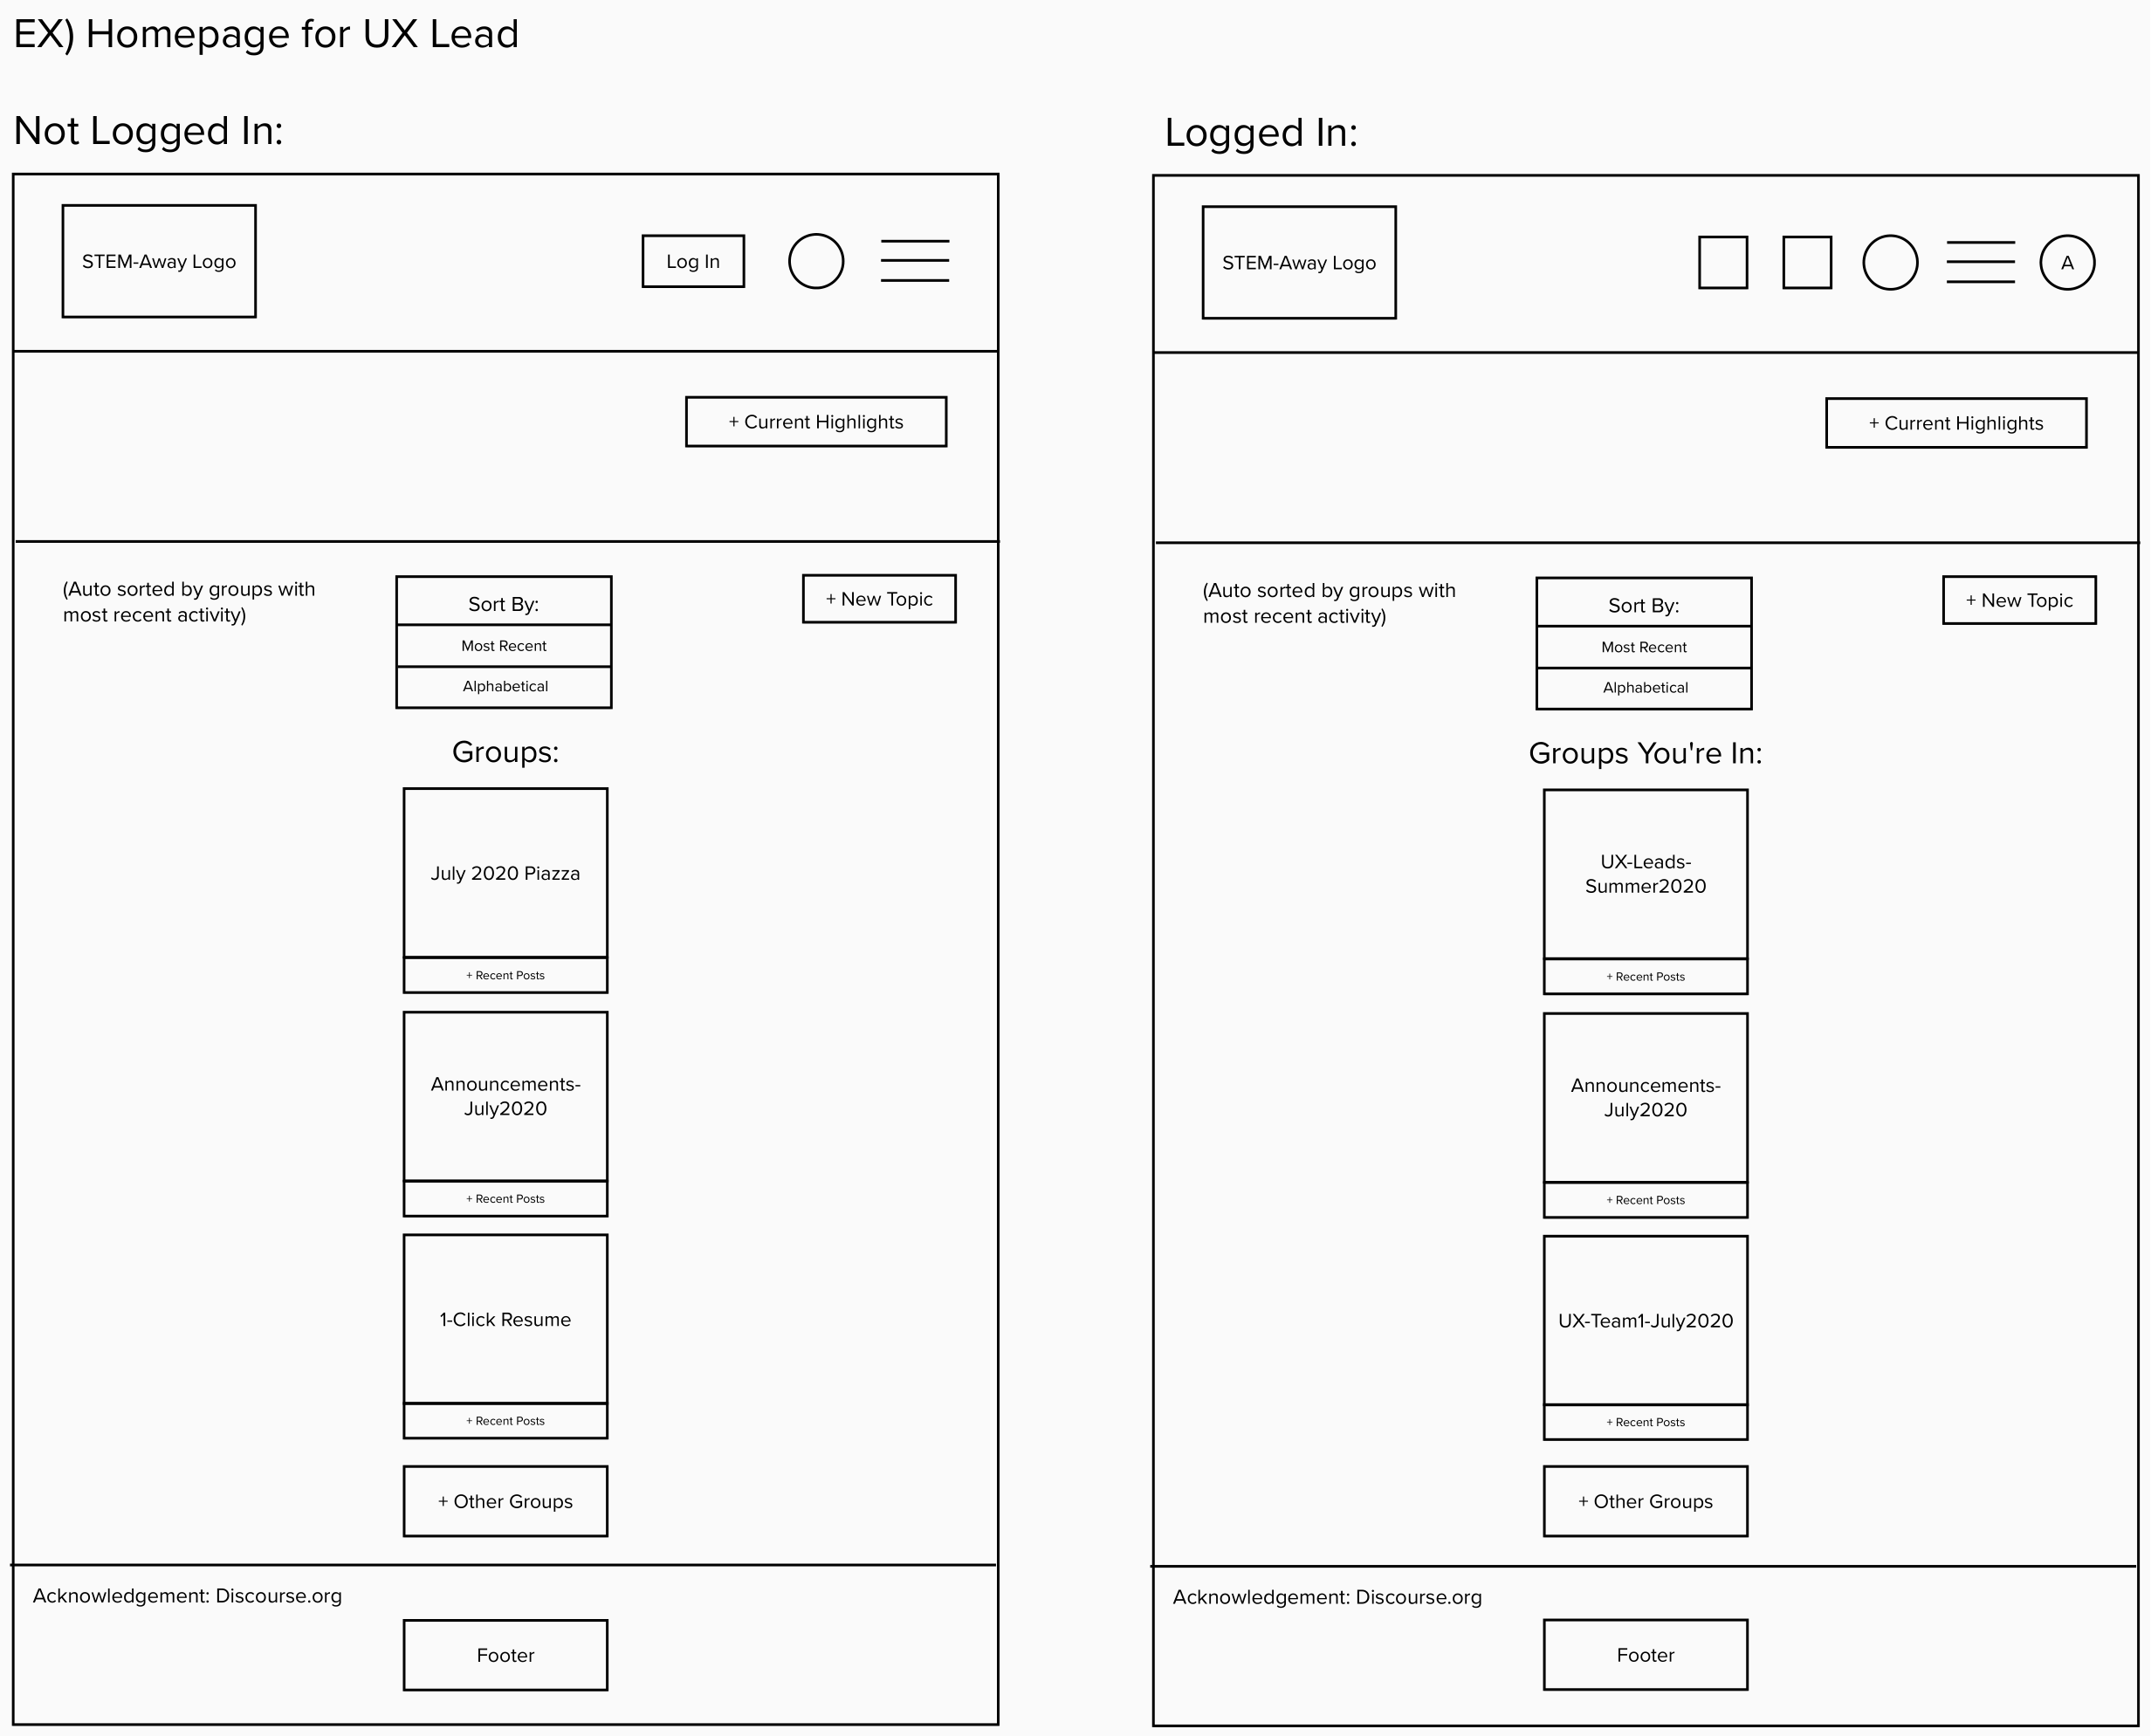 EX) Homepage for UX Lead
Not Logged In:
STEM-Away Logo
Log In
+ Current Highlights
(Auto sorted by groups with
most recent activity)
Sort By:
Most Recent
Alphabetical
+ New Topic
Groups:
July 2020 Piazza
+ Recent Posts
Announcements-
July2020
+ Recent Posts
1-Click Resume
+ Recent Posts
+ Other Groups
Acknowledgement: Discourse.org
Footer
Logged In:
STEM-Away Logo
A
+ Current Highlights
(Auto sorted by groups with
most recent activity)
Sort By:
Most Recent
Alphabetical
+ New Topic
Groups You're In:
UX-Leads-
Summer2020
+ Recent Posts
Announcements-
July2020
+ Recent Posts
UX-Team1-July2020
+ Recent Posts
+ Other Groups
Acknowledgement: Discourse.org
Footer